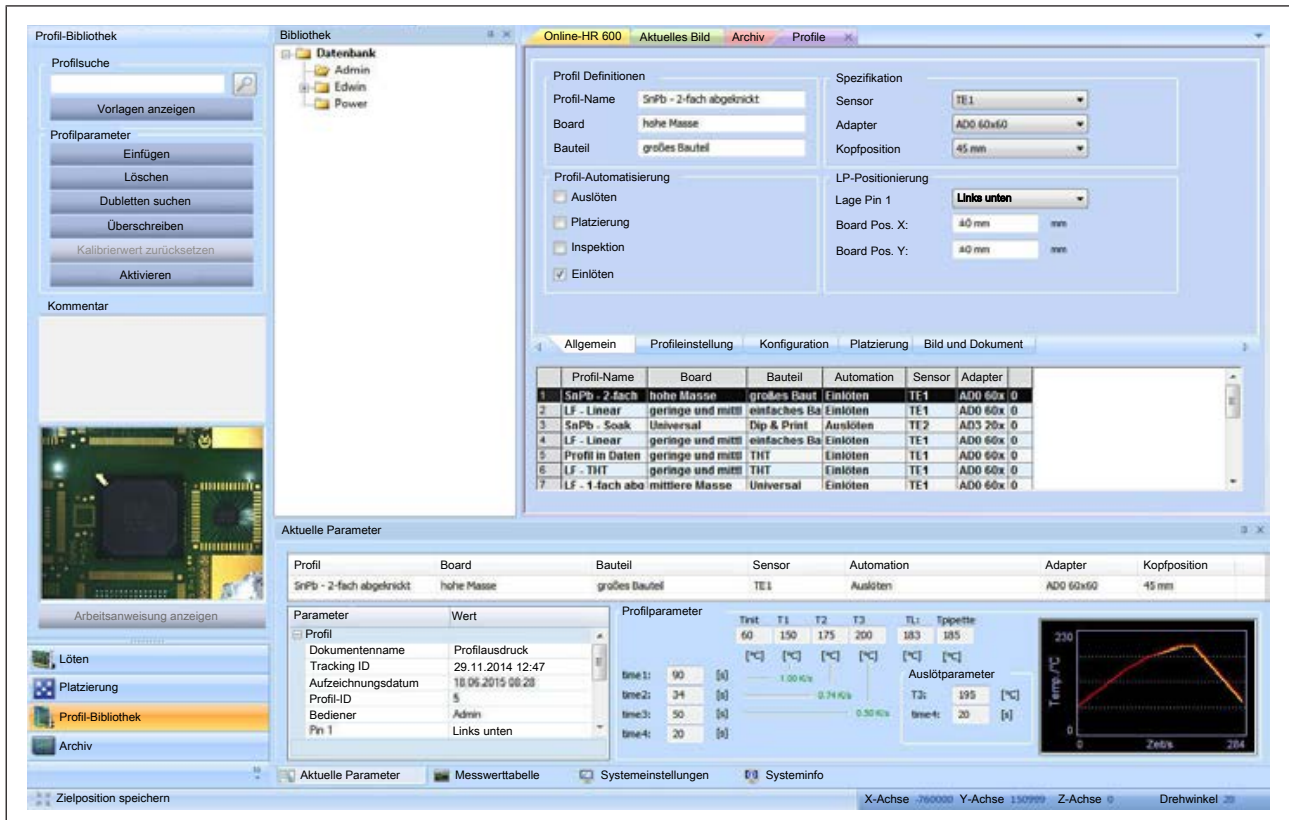 Profil-Bibliothek
Profilsuche
Vorlagen anzeigen
Profilparameter
Einfügen
Löschen
Dubletten suchen
Überschreiben
Kalibrierwert zurücksetzen
Aktivieren
Kommentar
Arbeitsanweisung anzeigen
Löten
Platzierung
Profil-Bibliothek
Archiv
Zielposition speichern
Bibliothek
Datenbank
Admin
Edwin
Power
Online-HR 600 Aktuelles Bild Archiv Profile
Profil Definitionen
Profil-Name SnPb - 2-fach abgeknickt
Board hohe Masse
Bauteil großes Bauteil
Spezifikation
Sensor TE1
Adapter AD0 60x60
Kopfposition 45 mm
Profil-Automatisierung
Auslöten
Platzierung
Inspektion
Einlöten
LP-Positionierung
Lage Pin 1 Links unten
Board Pos. X: 40 mm mm
Board Pos. Y: 40 mm mm
Allgemein Profileinstellung Konfiguration Platzierung Bild und Dokument
Profil-Name Board Bauteil Automation Sensor Adapter
1 SnPb - 2-fach hohe Masse großes Baut Einlöten TE1 AD0 60x 0
2 LF - Linear geringe und mittl einfaches Ba Einlöten TE1 AD0 60x 0
3 SnPb - Soak Universal Dip & Print Auslöten TE2 AD3 20x 0
4 LF - Linear geringe und mittl einfaches Ba Einlöten TE1 AD0 60x 0
5 Profil in Daten geringe und mittl THT Einlöten TE1 AD0 60x 0
6 LF - THT geringe und mittl THT Einlöten TE1 AD0 60x 0
7 LF - 1-fach abg mittlere Masse Universal Einlöten TE1 AD0 60x 0
Aktuelle Parameter
Profil Board Bauteil Sensor Automation Adapter Kopfposition
SnPb - 2-fach abgeknickt hohe Masse großes Bauteil TE1 Auslöten AD0 60x60 45 mm
Parameter Wert
Profil
Dokumentenname Profilausdruck
Tracking ID 29.11.2014 12:47
Aufzeichnungsdatum 18.06.2015 08:28
Profil-ID 5
Bediener Admin
Pin 1 Links unten
Profilparameter
Tinit T1 T2 T3 TL: Tpipette
60 150 175 200 183 185
[°C] [°C] [°C] [°C] [°C] [°C]
time1: 90 [s] 1.00 K/s
time2: 34 [s] 0.74 K/s
time3: 50 [s] 0.50 K/s
time4: 20 [s]
Auslötparameter
T3: 195 [°C]
time4: 20 [s]
230
Temp./°C
0
0 Zeit/s 284
Aktuelle Parameter Messwerttabelle Systemeinstellungen Systeminfo
X-Achse -760000 Y-Achse 150999 Z-Achse 0 Drehwinkel